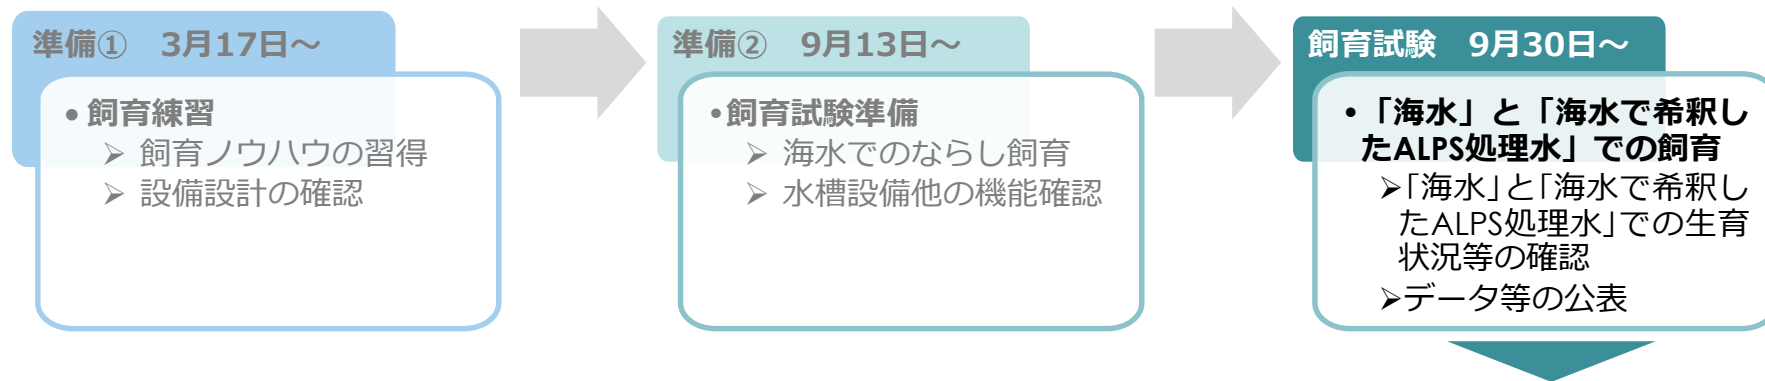 準備①　3月17日～
• 飼育練習
➢ 飼育ノウハウの習得
➢ 設備設計の確認
準備②　9月13日～
•飼育試験準備
➢ 海水でのならし飼育
➢ 水槽設備他の機能確認
飼育試験　9月30日～
• 「海水」と「海水で希釈し
たALPS処理水」での飼育
➢「海水」と「海水で希釈し
たALPS処理水」での生育
状況等の確認
➢データ等の公表